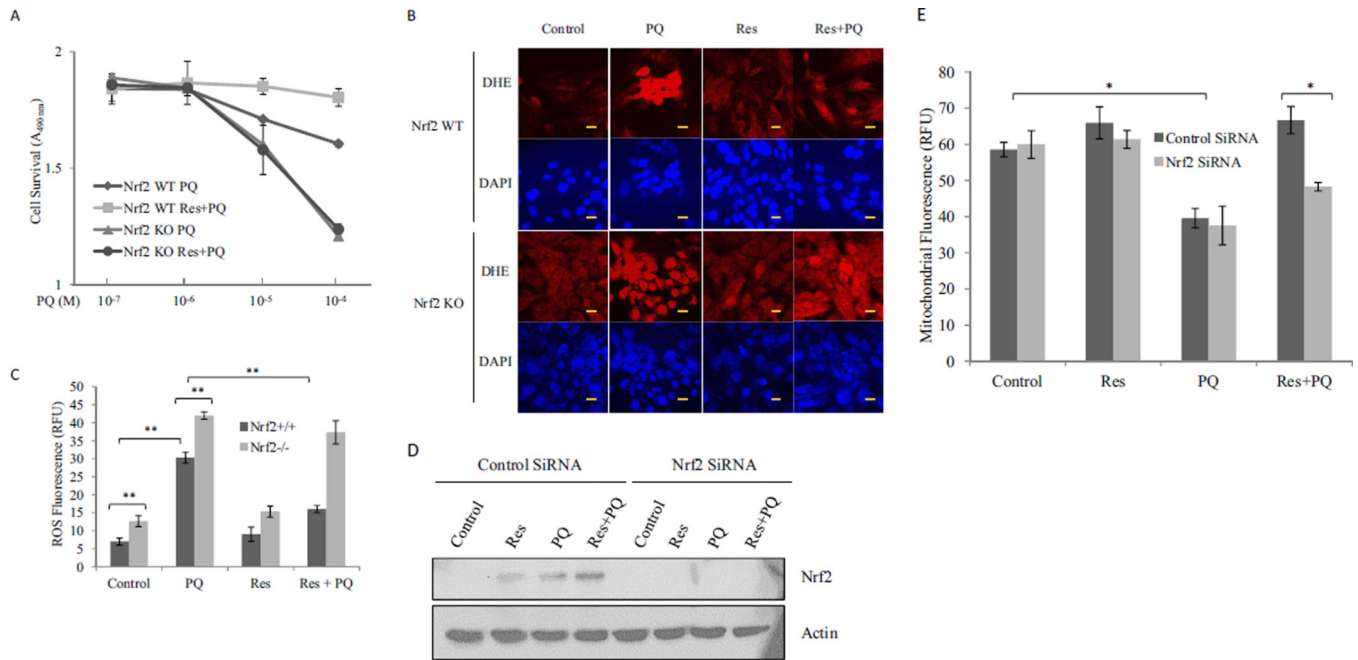 A
Cell Survival (A490 nm)
2
1.5
1
Nrf2 WT PQ
Nrf2 WT Res+PQ
Nrf2 KO PQ
Nrf2 KO Res+PQ
PQ (M) 10-7 10-6 10-5 10-4
B
Control PQ Res Res+PQ
DHE
Nrf2 WT
DAPI
DHE
Nrf2 KO
DAPI
C
ROS Fluorescence (RFU)
50
45
40
35
30
25
20
15
10
5
0
**
**
**
**
Nrf2+/+
Nrf2-/-
Control PQ Res Res + PQ
D
Control SiRNA Nrf2 SiRNA
Control Res PQ Res+PQ Control Res PQ Res+PQ
Nrf2
Actin
E
Mitochondrial Fluorescence (RFU)
80
70
60
50
40
30
20
10
0
*
*
Control SiRNA
Nrf2 SiRNA
Control Res PQ Res+PQ